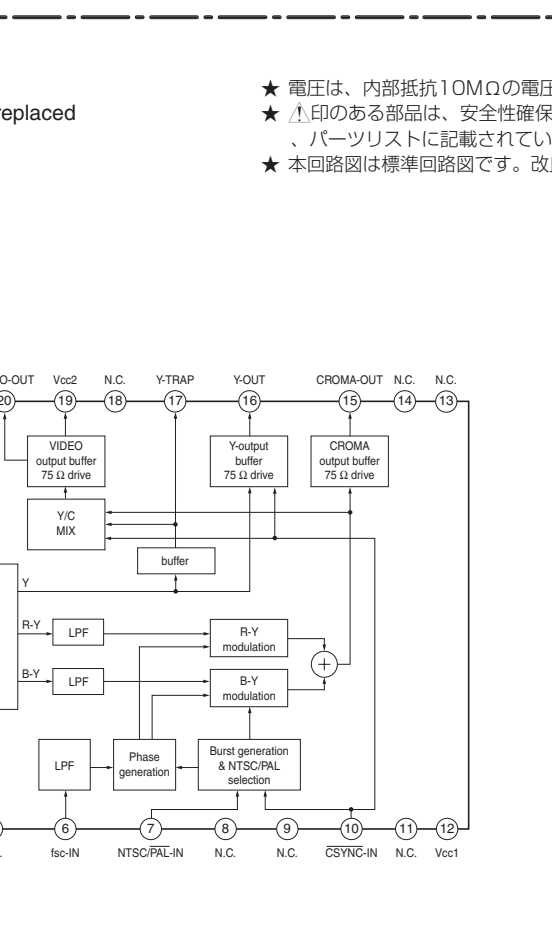 replaced
★ 電圧は、内部抵抗10MΩの電圧
★ ⚠印のある部品は、安全性確保
、パーツリストに記載されてい
★ 本回路図は標準回路図です。改
O-OUT Vcc2 N.C. Y-TRAP Y-OUT CROMA-OUT N.C. N.C.
20 19 18 17 16 15 14 13
VIDEO
output buffer
75 Ω drive
Y-output
buffer
75 Ω drive
CROMA
output buffer
75 Ω drive
Y/C
MIX
buffer
Y
R-Y
LPF
R-Y
modulation
+
B-Y
LPF
B-Y
modulation
LPF
Phase
generation
Burst generation
& NTSC/PAL
selection
6 7 8 9 10 11 12
fsc-IN NTSC/PAL-IN N.C. N.C. CSYNC-IN N.C. Vcc1